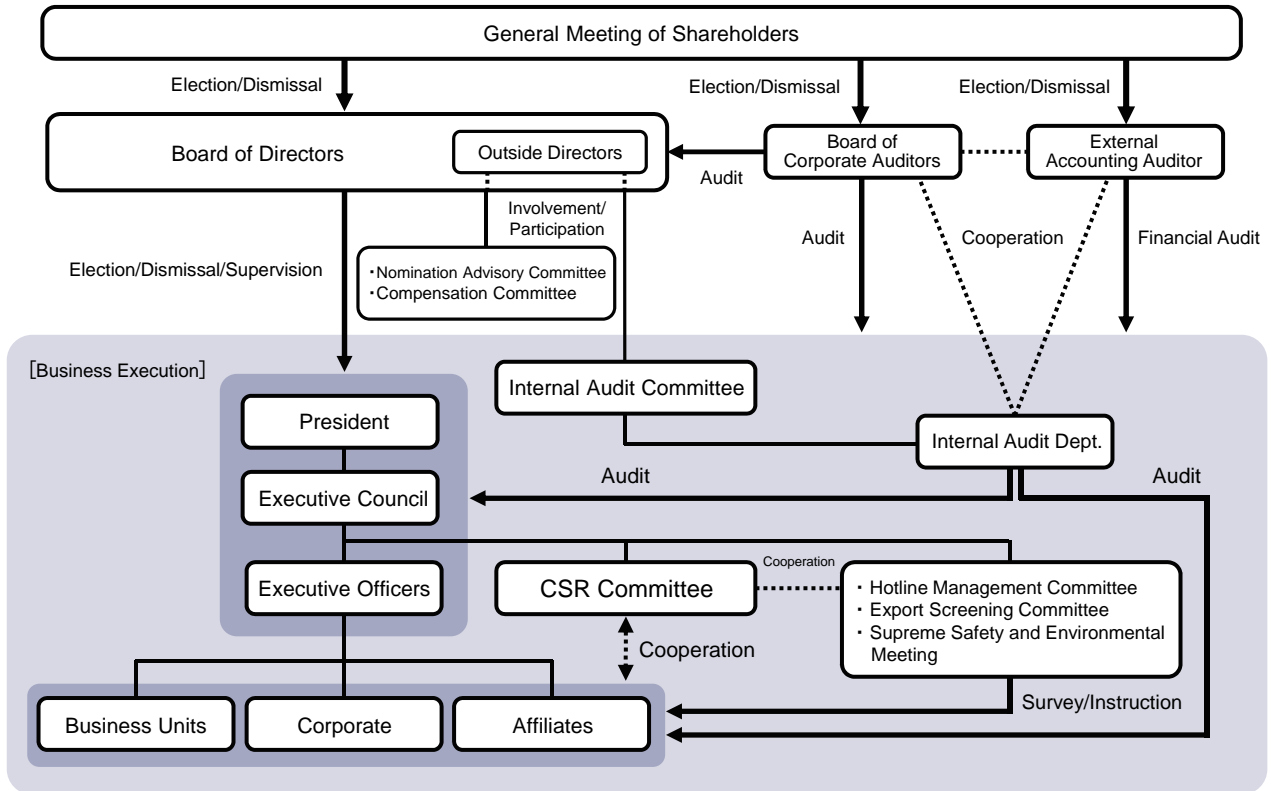 General Meeting of Shareholders
Election/Dismissal
Election/Dismissal
Election/Dismissal
Board of Directors
Outside Directors
Board of
Corporate Auditors
External
Accounting Auditor
Audit
Involvement/
Participation
Audit
Cooperation
Financial Audit
Election/Dismissal/Supervision
・Nomination Advisory Committee
・Compensation Committee
[Business Execution]
Internal Audit Committee
President
Internal Audit Dept.
Executive Council
Audit
Audit
Executive Officers
CSR Committee
Cooperation
・ Hotline Management Committee
・ Export Screening Committee
・ Supreme Safety and Environmental
Meeting
Cooperation
Survey/Instruction
Business Units
Corporate
Affiliates